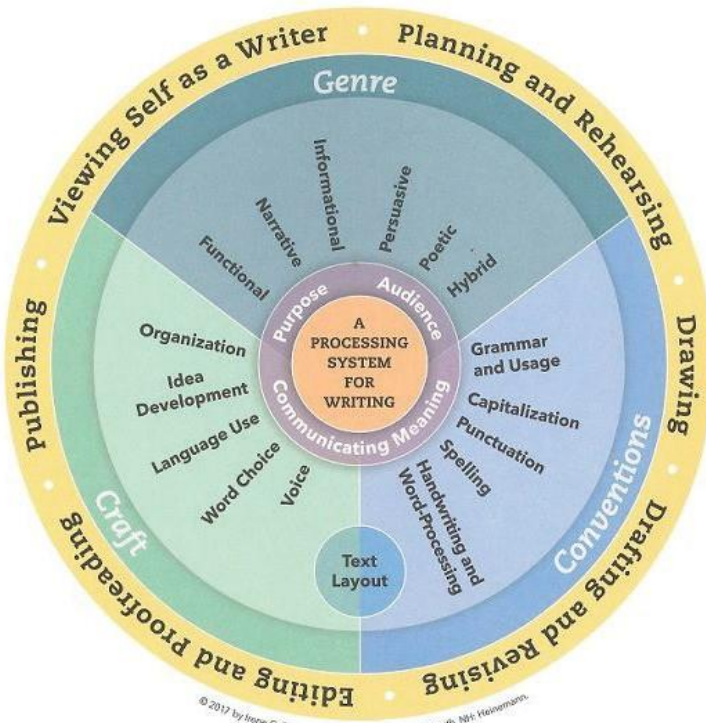 Viewing Self as a Writer
Planning and Rehearsing
Drawing
Drafting and Revising
Editing and Proofreading
Publishing
Genre
Functional
Narrative
Informational
Persuasive
Poetic
Hybrid
Purpose
Audience
Communicating Meaning
A
PROCESSING
SYSTEM
FOR
WRITING
Organization
Idea
Development
Language Use
Word Choice
Voice
Craft
Grammar
and Usage
Capitalization
Punctuation
Spelling
Handwriting and
Word-Processing
Conventions
Text
Layout
© 2017 by Irene NH: Heinemann.